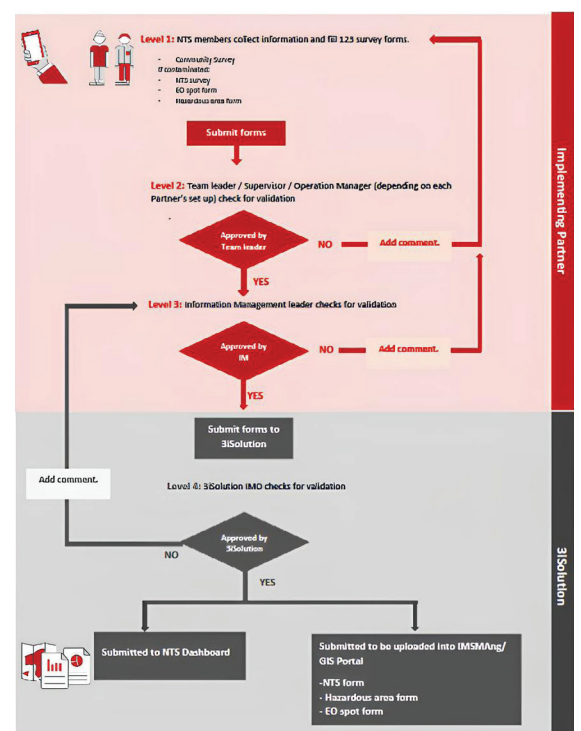 Level 1: NTS members collect information and fill 123 survey forms.
- Community Survey
If contaminated:
- NTS survey
- EO spot form
- Hazardous area form
Submit forms
Level 2: Team leader / Supervisor / Operation Manager (depending on each
Partner's set up) check for validation
Approved by
Team leader
NO
Add comment.
YES
Level 3: Information Management leader checks for validation
Approved by
IM
NO
Add comment.
YES
Implementing Partner
Submit forms to
3iSolution
Add comment.
Level 4: 3iSolution IMO checks for validation
Approved by
3iSolution
NO
YES
Submitted to NTS Dashboard
Submitted to be uploaded into IMSMAng/
GIS Portal
-NTS form
- Hazardous area form
- EO spot form
3iSolution